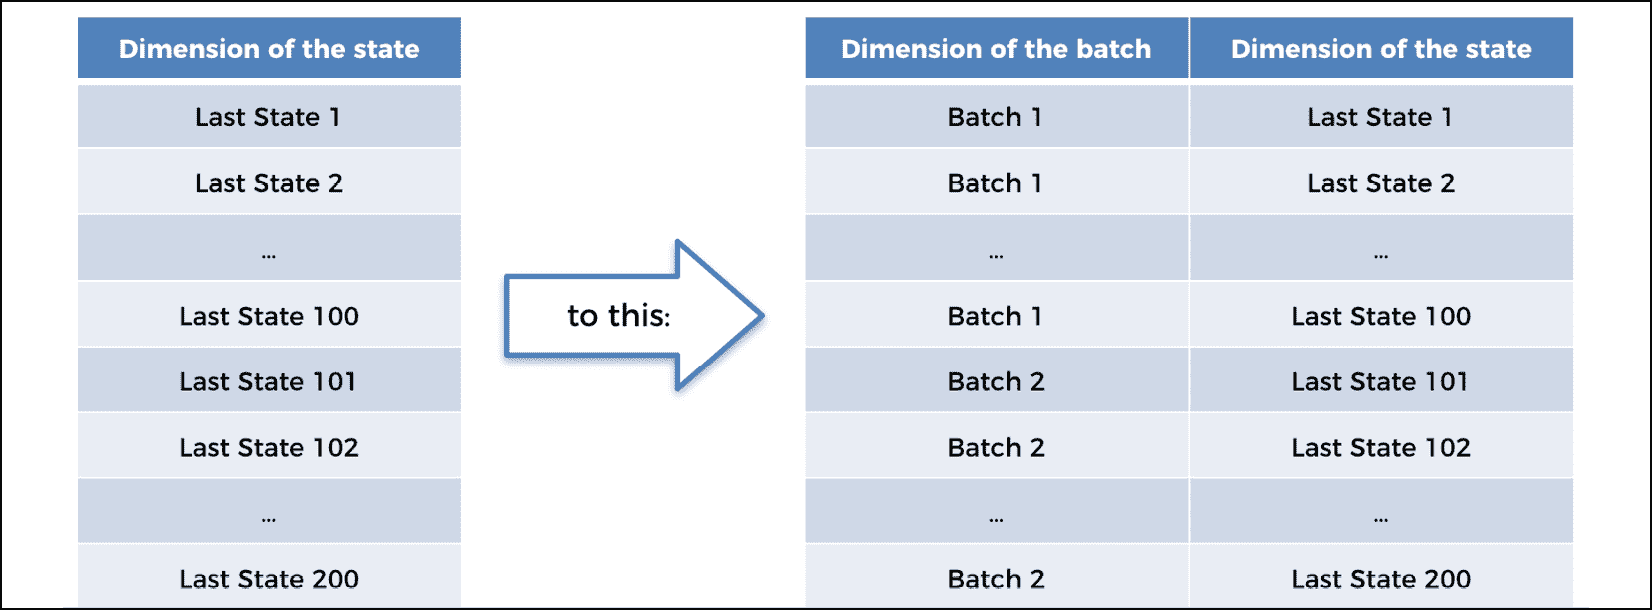 Dimension of the state
Last State 1
Last State 2
...
Last State 100
Last State 101
Last State 102
...
Last State 200
to this:
Dimension of the batch Dimension of the state
Batch 1 Last State 1
Batch 1 Last State 2
... ...
Batch 1 Last State 100
Batch 2 Last State 101
Batch 2 Last State 102
... ...
Batch 2 Last State 200